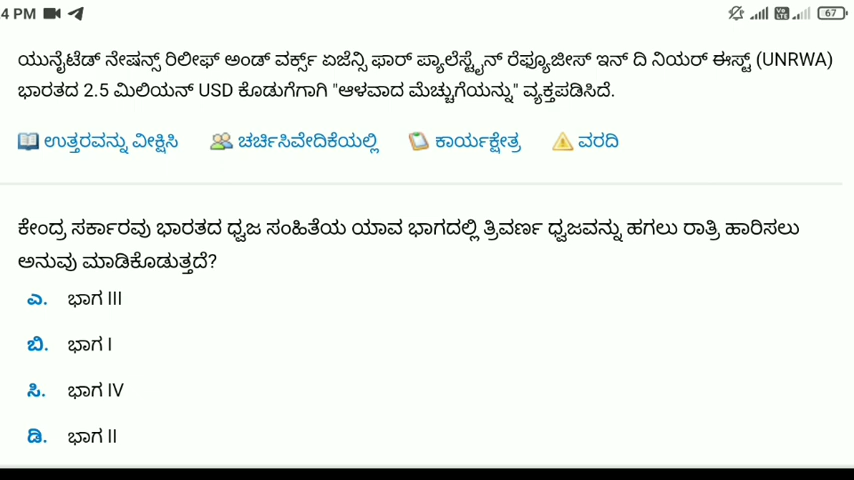 4 PM 67
ಯುನೈಟೆಡ್ ನೇಷನ್ಸ್ ರಿಲೀಫ್ ಅಂಡ್ ವರ್ಕ್ಸ್ ಏಜೆನ್ಸಿ ಫಾರ್ ಪ್ಯಾಲೆಸ್ಟೈನ್ ರೆಫ್ಯೂಜೀಸ್ ಇನ್ ದಿ ನಿಯರ್ ಈಸ್ಟ್ (UNRWA)
ಭಾರತದ 2.5 ಮಿಲಿಯನ್ USD ಕೊಡುಗೆಗಾಗಿ "ಆಳವಾದ ಮೆಚ್ಚುಗೆಯನ್ನು" ವ್ಯಕ್ತಪಡಿಸಿದೆ.
ಉತ್ತರವನ್ನು ವೀಕ್ಷಿಸಿ ಚರ್ಚಿಸಿವೇದಿಕೆಯಲ್ಲಿ ಕಾರ್ಯಕ್ಷೇತ್ರ ವರದಿ
ಕೇಂದ್ರ ಸರ್ಕಾರವು ಭಾರತದ ಧ್ವಜ ಸಂಹಿತೆಯ ಯಾವ ಭಾಗದಲ್ಲಿ ತ್ರಿವರ್ಣ ಧ್ವಜವನ್ನು ಹಗಲು ರಾತ್ರಿ ಹಾರಿಸಲು
ಅನುವು ಮಾಡಿಕೊಡುತ್ತದೆ?
ಎ. ಭಾಗ III
ಬಿ. ಭಾಗ I
ಸಿ. ಭಾಗ IV
ಡಿ. ಭಾಗ II